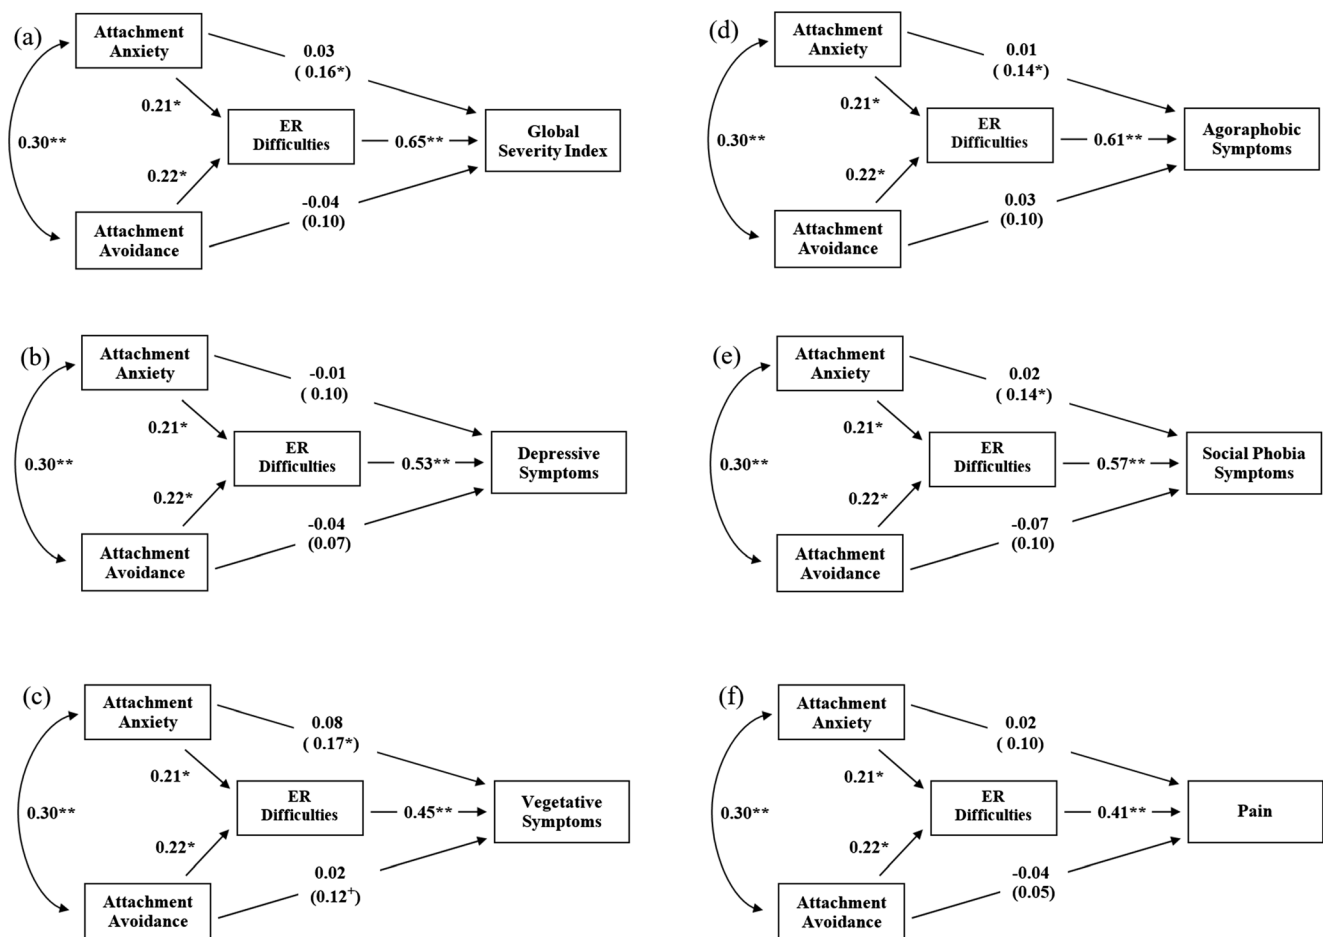 (a)
Attachment
Anxiety
0.03
( 0.16*)
0.21*
0.30**
ER
Difficulties
0.65**
Global
Severity Index
0.22*
-0.04
(0.10)
Attachment
Avoidance
(d)
Attachment
Anxiety
0.01
( 0.14*)
0.21*
0.30**
ER
Difficulties
0.61**
Agoraphobic
Symptoms
0.22*
0.03
(0.10)
Attachment
Avoidance
(b)
Attachment
Anxiety
-0.01
( 0.10)
0.21*
0.30**
ER
Difficulties
0.53**
Depressive
Symptoms
0.22*
-0.04
(0.07)
Attachment
Avoidance
(e)
Attachment
Anxiety
0.02
( 0.14*)
0.21*
0.30**
ER
Difficulties
0.57**
Social Phobia
Symptoms
0.22*
-0.07
(0.10)
Attachment
Avoidance
(c)
Attachment
Anxiety
0.08
( 0.17*)
0.21*
0.30**
ER
Difficulties
0.45**
Vegetative
Symptoms
0.22*
0.02
(0.12⁺)
Attachment
Avoidance
(f)
Attachment
Anxiety
0.02
( 0.10)
0.21*
0.30**
ER
Difficulties
0.41**
Pain
0.22*
-0.04
(0.05)
Attachment
Avoidance